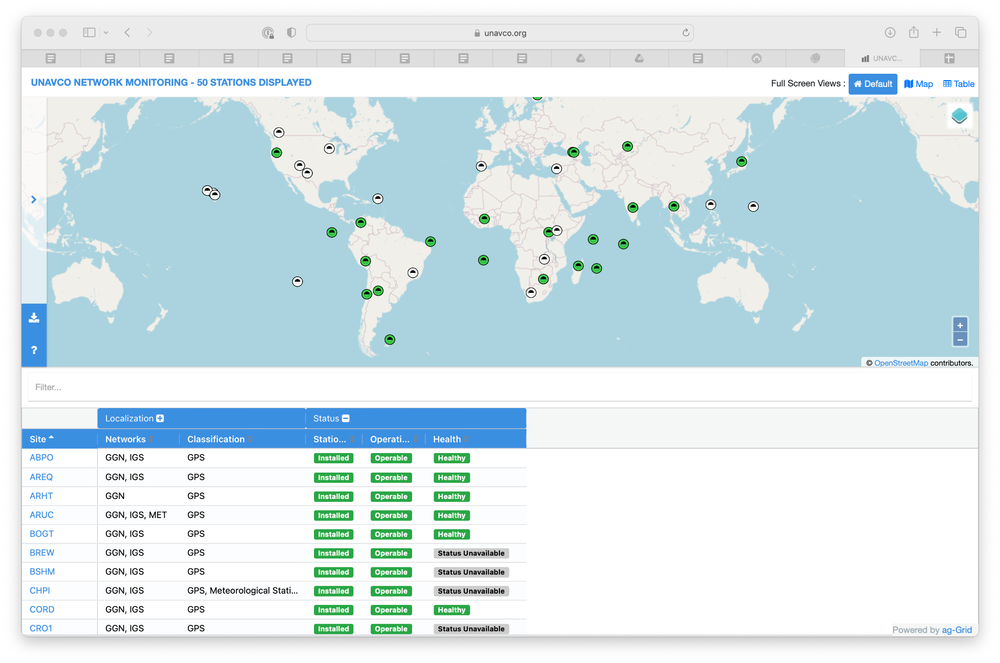 unavco.org
UNAVC...
UNAVCO NETWORK MONITORING - 50 STATIONS DISPLAYED
Full Screen Views : Default Map Table
?
+
−
© OpenStreetMap contributors.
Filter...
Localization Status
Site Networks Classification Statio... Operati... Health
ABPO GGN, IGS GPS Installed Operable Healthy
AREQ GGN, IGS GPS Installed Operable Healthy
ARHT GGN GPS Installed Operable Healthy
ARUC GGN, IGS, MET GPS Installed Operable Healthy
BOGT GGN, IGS GPS Installed Operable Healthy
BREW GGN, IGS GPS Installed Operable Status Unavailable
BSHM GGN, IGS GPS Installed Operable Status Unavailable
CHPI GGN, IGS GPS, Meteorological Stati... Installed Operable Status Unavailable
CORD GGN, IGS GPS Installed Operable Healthy
CRO1 GGN, IGS GPS Installed Operable Status Unavailable
Powered by ag-Grid